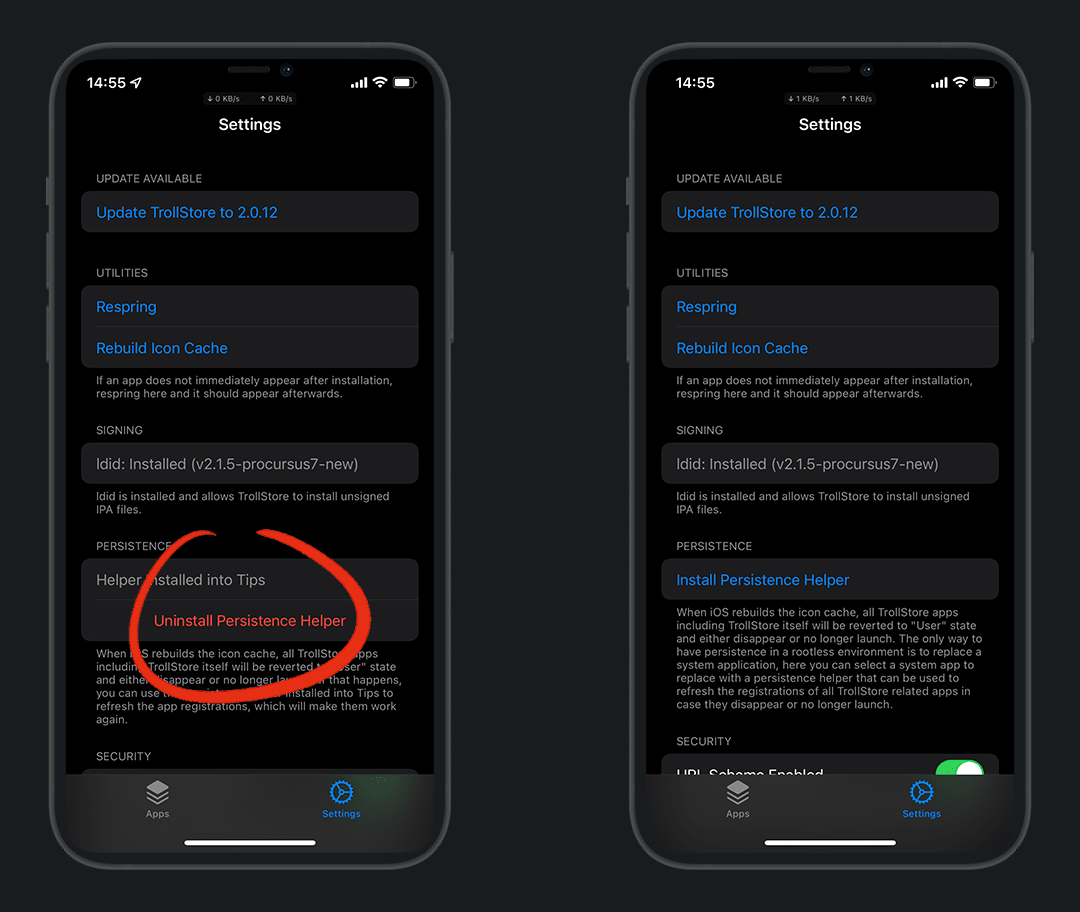 14:55
↓ 0 KB/s ↑ 0 KB/s
Settings
UPDATE AVAILABLE
Update TrollStore to 2.0.12
UTILITIES
Respring
Rebuild Icon Cache
If an app does not immediately appear after installation,
respring here and it should appear afterwards.
SIGNING
ldid: Installed (v2.1.5-procursus7-new)
ldid is installed and allows TrollStore to install unsigned
IPA files.
PERSISTENCE
Helper installed into Tips
Uninstall Persistence Helper
When iOS rebuilds the icon cache, all TrollStore apps
including TrollStore itself will be reverted to "User" state
and either disappear or no longer launch. If that happens,
you can use the installed into Tips to
refresh the app registrations, which will make them work
again.
SECURITY
Apps
Settings
14:55
↓ 1 KB/s ↑ 1 KB/s
Settings
UPDATE AVAILABLE
Update TrollStore to 2.0.12
UTILITIES
Respring
Rebuild Icon Cache
If an app does not immediately appear after installation,
respring here and it should appear afterwards.
SIGNING
ldid: Installed (v2.1.5-procursus7-new)
ldid is installed and allows TrollStore to install unsigned
IPA files.
PERSISTENCE
Install Persistence Helper
When iOS rebuilds the icon cache, all TrollStore apps
including TrollStore itself will be reverted to "User" state
and either disappear or no longer launch. The only way to
have persistence in a rootless environment is to replace a
system application, here you can select a system app to
replace with a persistence helper that can be used to
refresh the registrations of all TrollStore related apps in
case they disappear or no longer launch.
SECURITY
URL Scheme Enabled
Apps
Settings